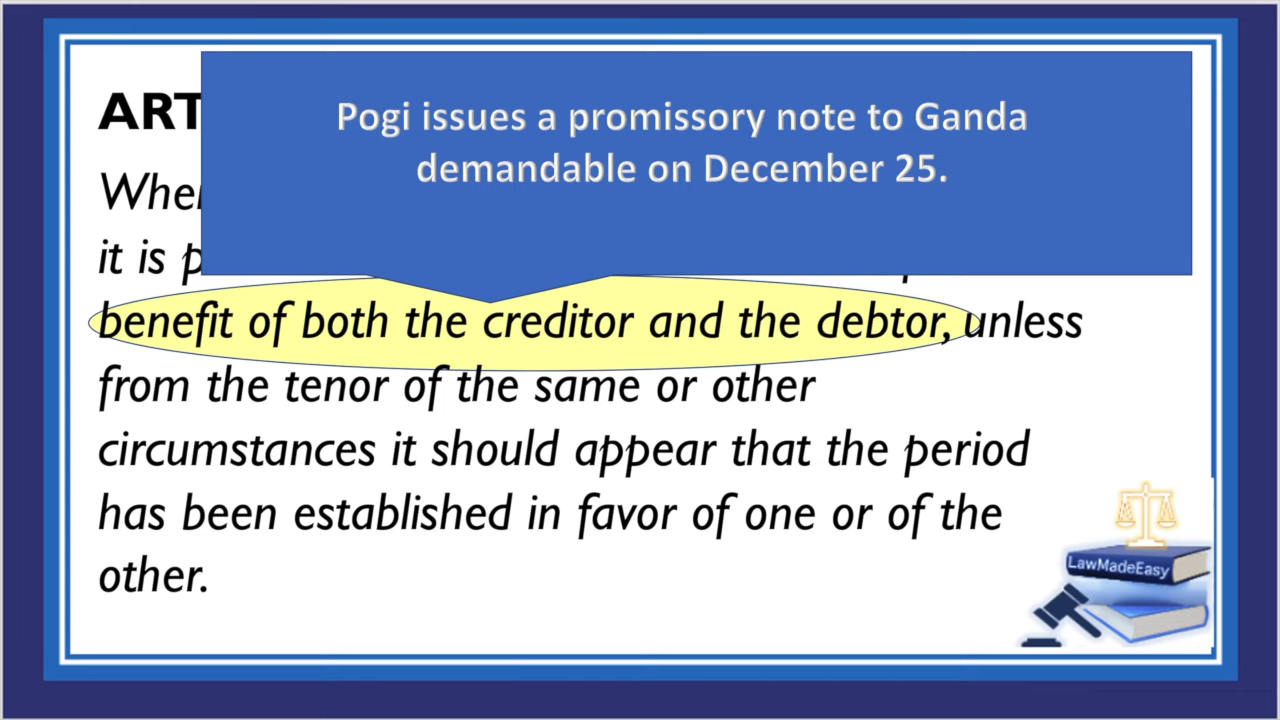 Pogi issues a promissory note to Ganda
demandable on December 25.
ART
it is
benefit of both the creditor and the debtor, unless
from the tenor of the same or other
circumstances it should appear that the period
has been established in favor of one or of the
other.
LawMadeEasy